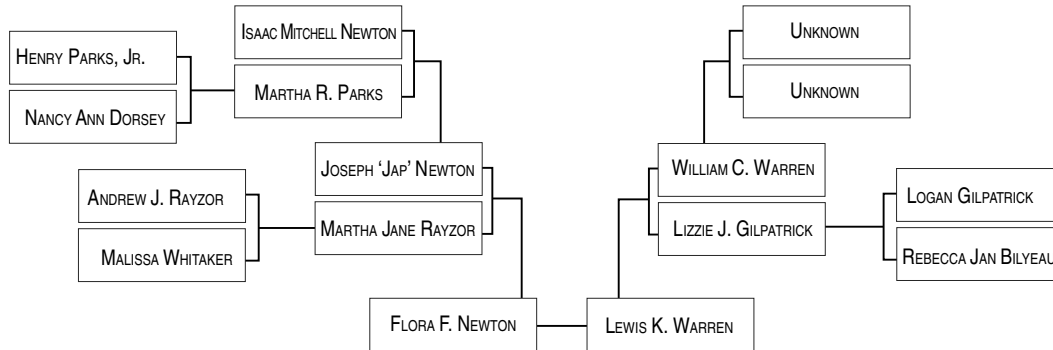 Isaac Mitchell Newton
Unknown
Henry Parks, Jr.
Martha R. Parks
Unknown
Nancy Ann Dorsey
Joseph ‘Jap’ Newton
William C. Warren
Andrew J. Rayzor
Logan Gilpatrick
Martha Jane Rayzor
Lizzie J. Gilpatrick
Malissa Whitaker
Rebecca Jan Bilyeau
Flora F. Newton
Lewis K. Warren